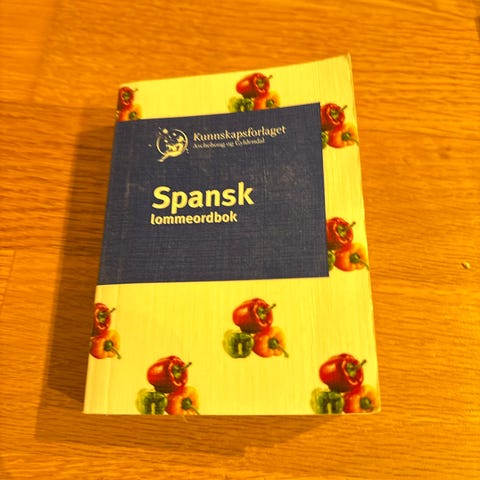 Kunnskapsforlaget
Aschehoug og Gyldendal
Spansk
lommeordbok